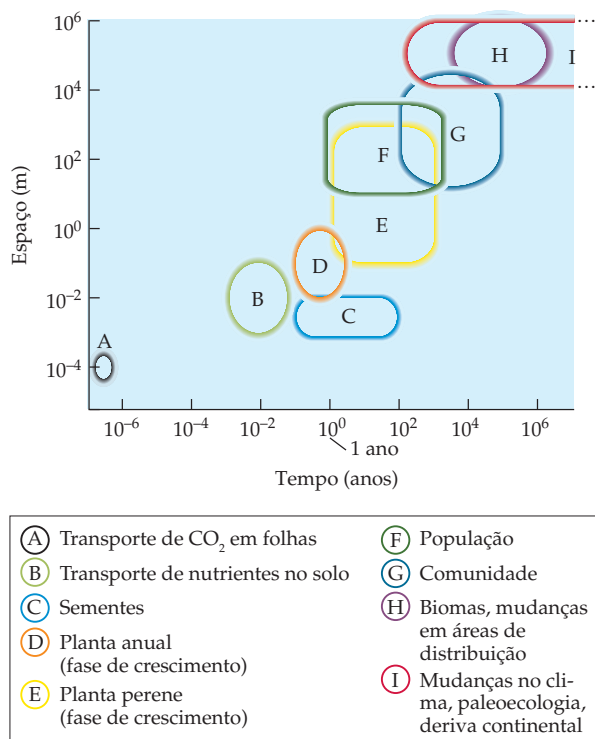 10⁶
10⁴
10²
10⁰
10⁻²
10⁻⁴
Espaço (m)
A
B
C
D
E
F
G
H
I
10⁻⁶
10⁻⁴
10⁻²
10⁰
10²
10⁴
10⁶
1 ano
Tempo (anos)
A Transporte de CO₂ em folhas
B Transporte de nutrientes no solo
C Sementes
D Planta anual
(fase de crescimento)
E Planta perene
(fase de crescimento)
F População
G Comunidade
H Biomas, mudanças
em áreas de
distribuição
I Mudanças no cli-
ma, paleoecologia,
deriva continental